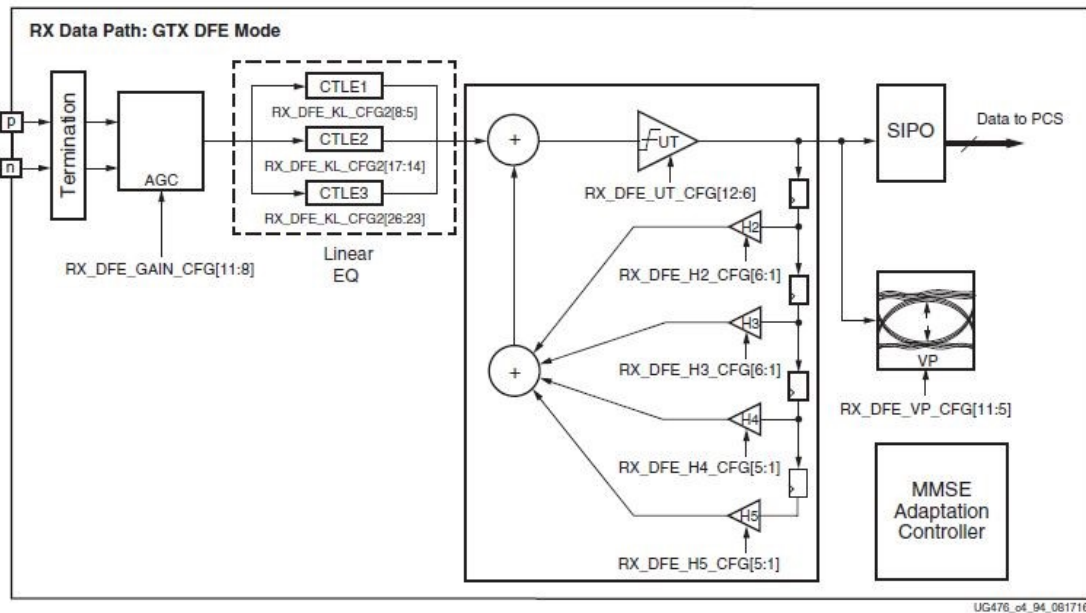 RX Data Path: GTX DFE Mode
p
n
Termination
AGC
RX_DFE_GAIN_CFG[11:8]
CTLE1
RX_DFE_KL_CFG2[8:5]
CTLE2
RX_DFE_KL_CFG2[17:14]
CTLE3
RX_DFE_KL_CFG2[26:23]
Linear
EQ
+
+
UT
RX_DFE_UT_CFG[12:6]
H2
RX_DFE_H2_CFG[6:1]
H3
RX_DFE_H3_CFG[6:1]
H4
RX_DFE_H4_CFG[5:1]
H5
RX_DFE_H5_CFG[5:1]
SIPO
Data to PCS
VP
RX_DFE_VP_CFG[11:5]
MMSE
Adaptation
Controller
UG476_c4_94_081716